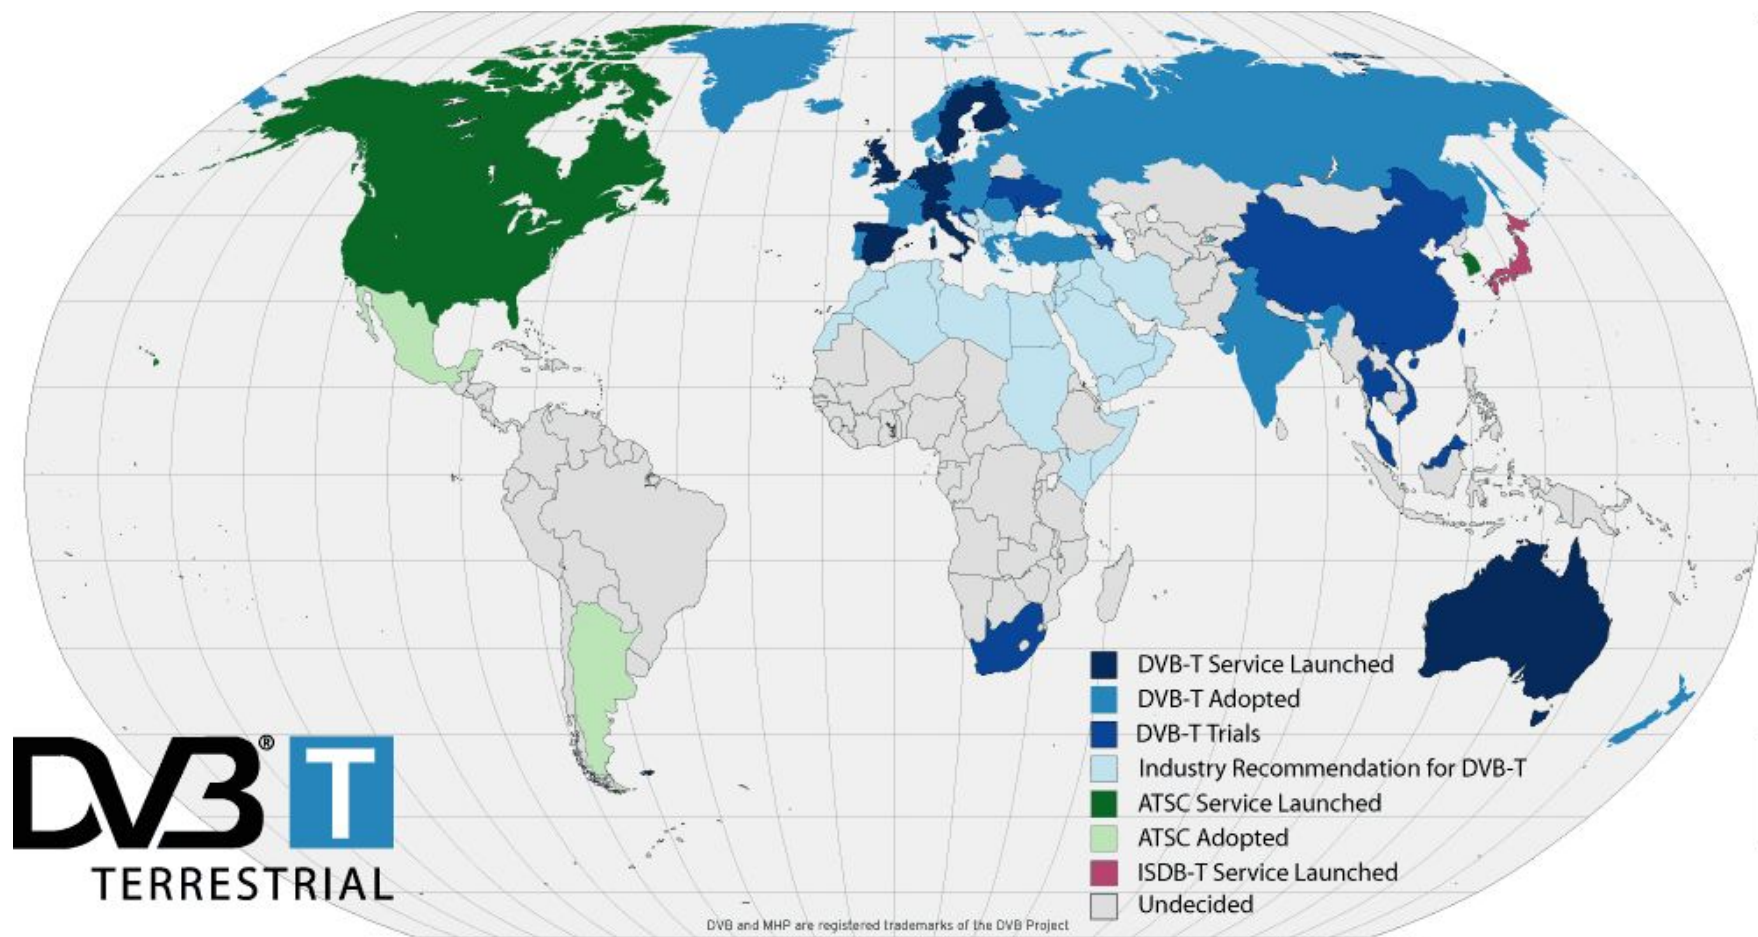 DVB-T Service Launched
DVB-T Adopted
DVB-T Trials
Industry Recommendation for DVB-T
ATSC Service Launched
ATSC Adopted
ISDB-T Service Launched
Undecided
DVB® T
TERRESTRIAL
DVB and MHP are registered trademarks of the DVB Project